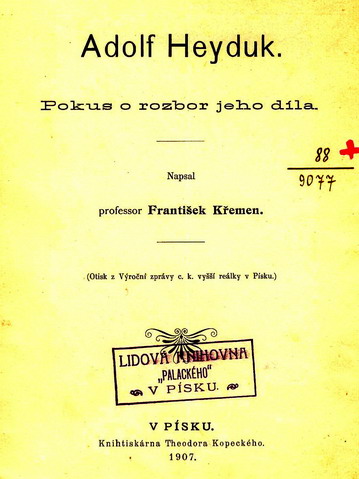 Adolf Heyduk.
Pokus o rozbor jeho díla.
88
9077
Napsal
professor František Křemen.
(Otisk z Výroční zprávy c. k. vyšší reálky v Písku.)
LIDOVÁ KNIHOVNA
„PALACKÉHO"
V PÍSKU.
V PÍSKU.
Knihtiskárna Theodora Kopeckého.
1907.